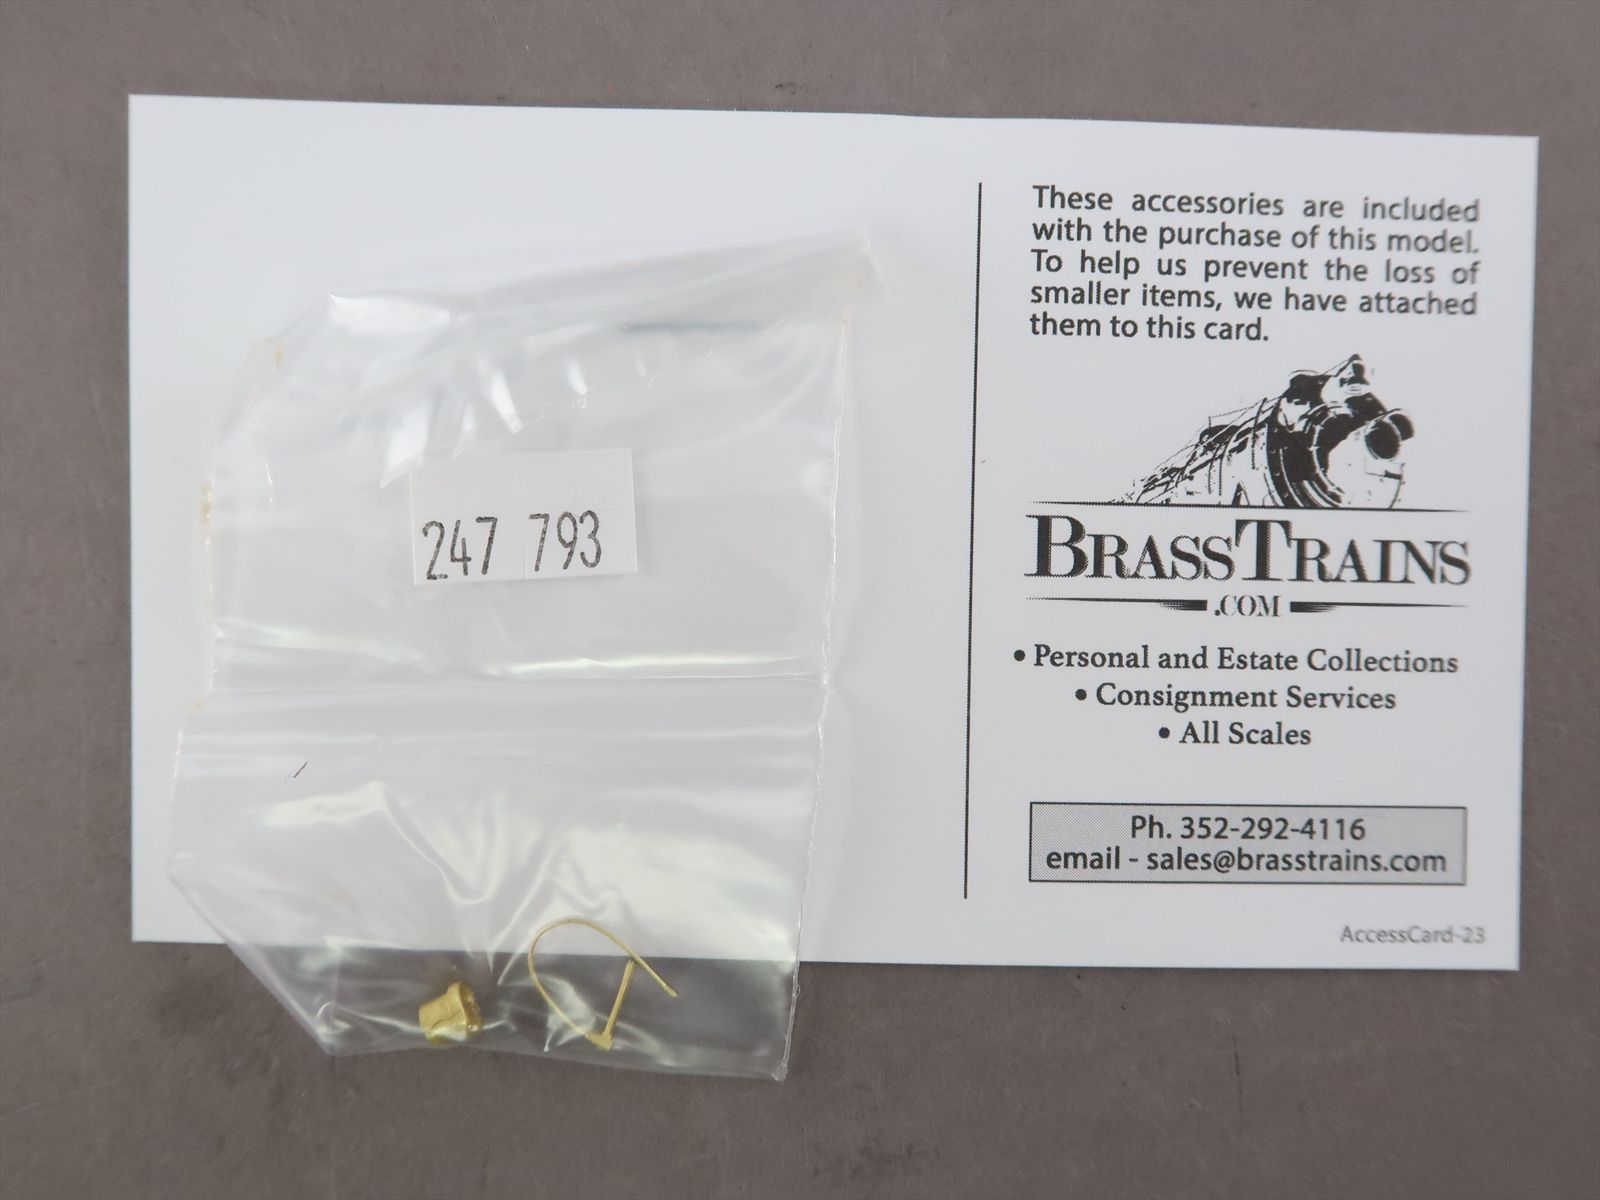 These accessories are included
with the purchase of this model.
To help us prevent the loss of
smaller items, we have attached
them to this card.
247 793
BRASSTRAINS
.COM
• Personal and Estate Collections
• Consignment Services
• All Scales
Ph. 352-292-4116
email - sales@brasstrains.com
AccessCard-23